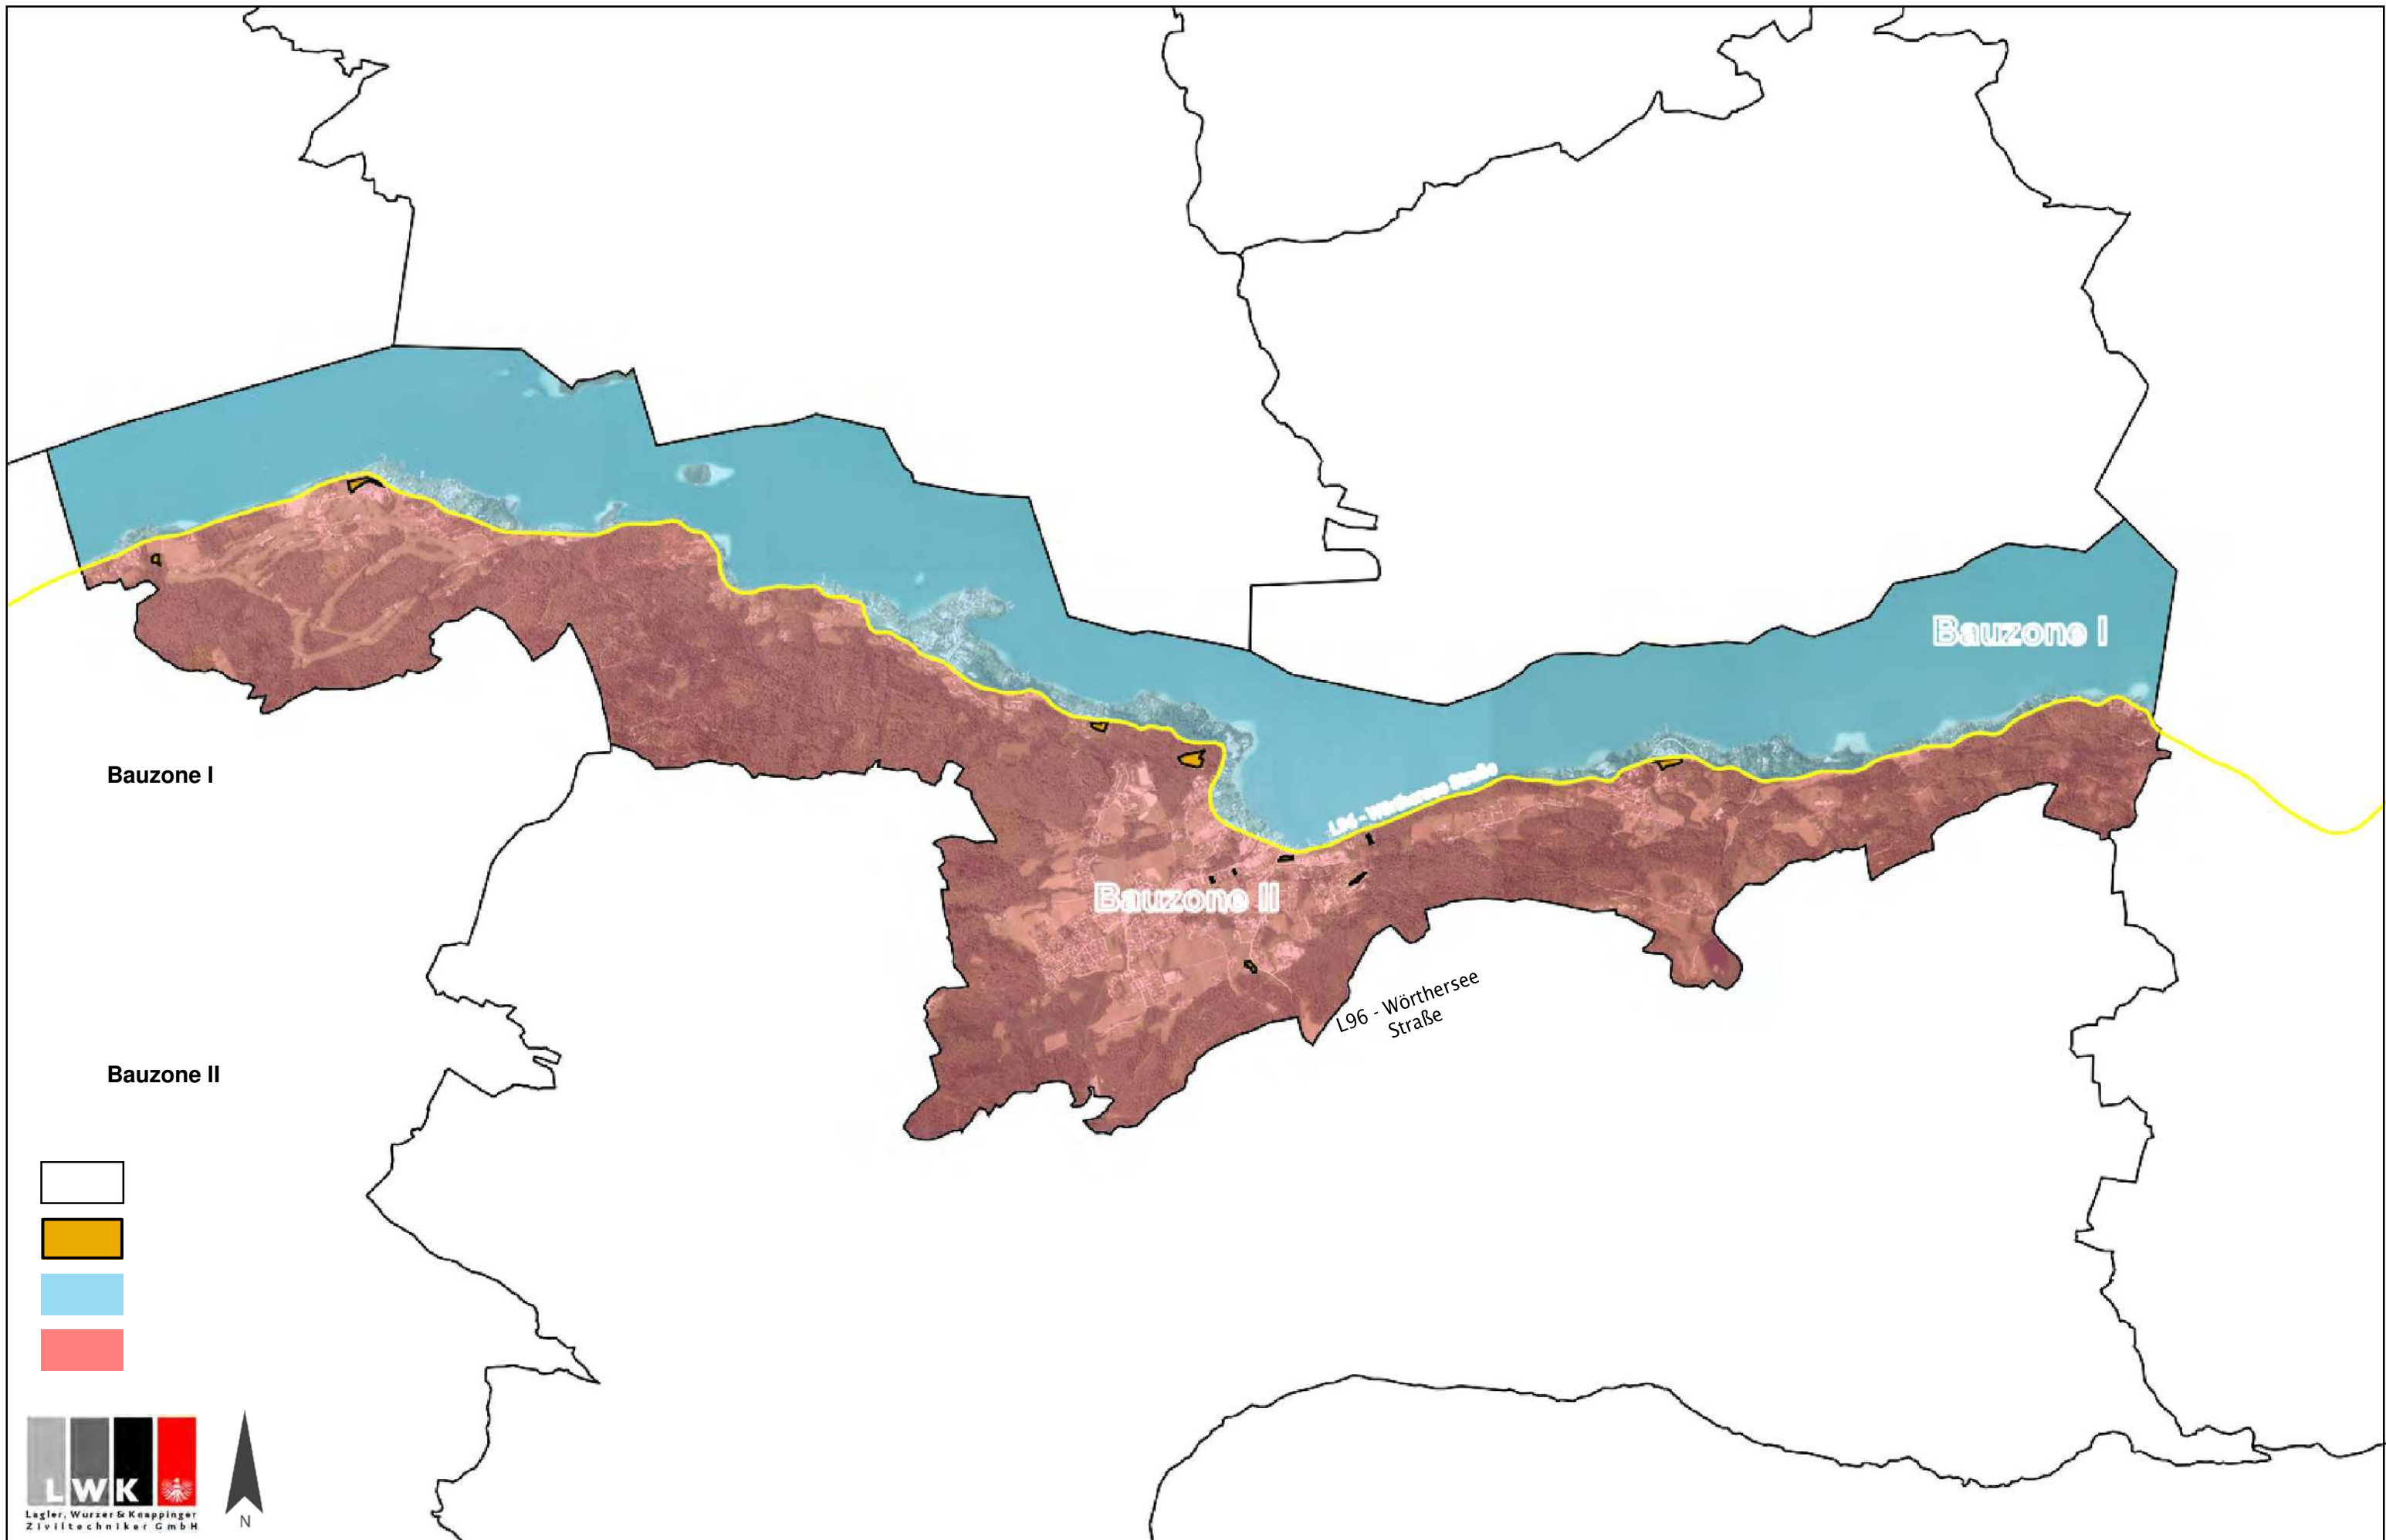 Bauzone I
L96 - Wörthersee Straße
Bauzone II
L96 - Wörthersee
Straße
Bauzone I
Bauzone II
LWK
Lagler, Wurzer & Knappinger
Ziviltechniker GmbH
N